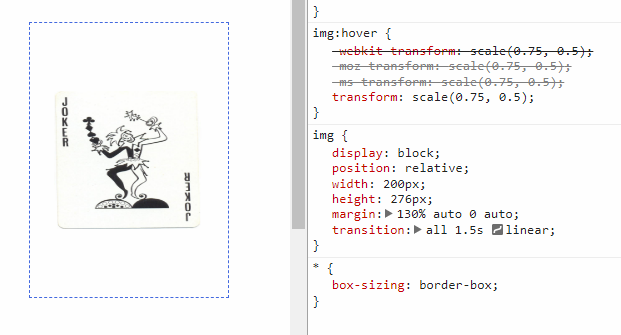 JOKER
JOKER
}
img:hover {
-webkit-transform: scale(0.75, 0.5);
-moz-transform: scale(0.75, 0.5);
-ms-transform: scale(0.75, 0.5);
transform: scale(0.75, 0.5);
}
img {
display: block;
position: relative;
width: 200px;
height: 276px;
margin: 130% auto 0 auto;
transition: all 1.5s linear;
}
* {
box-sizing: border-box;
}